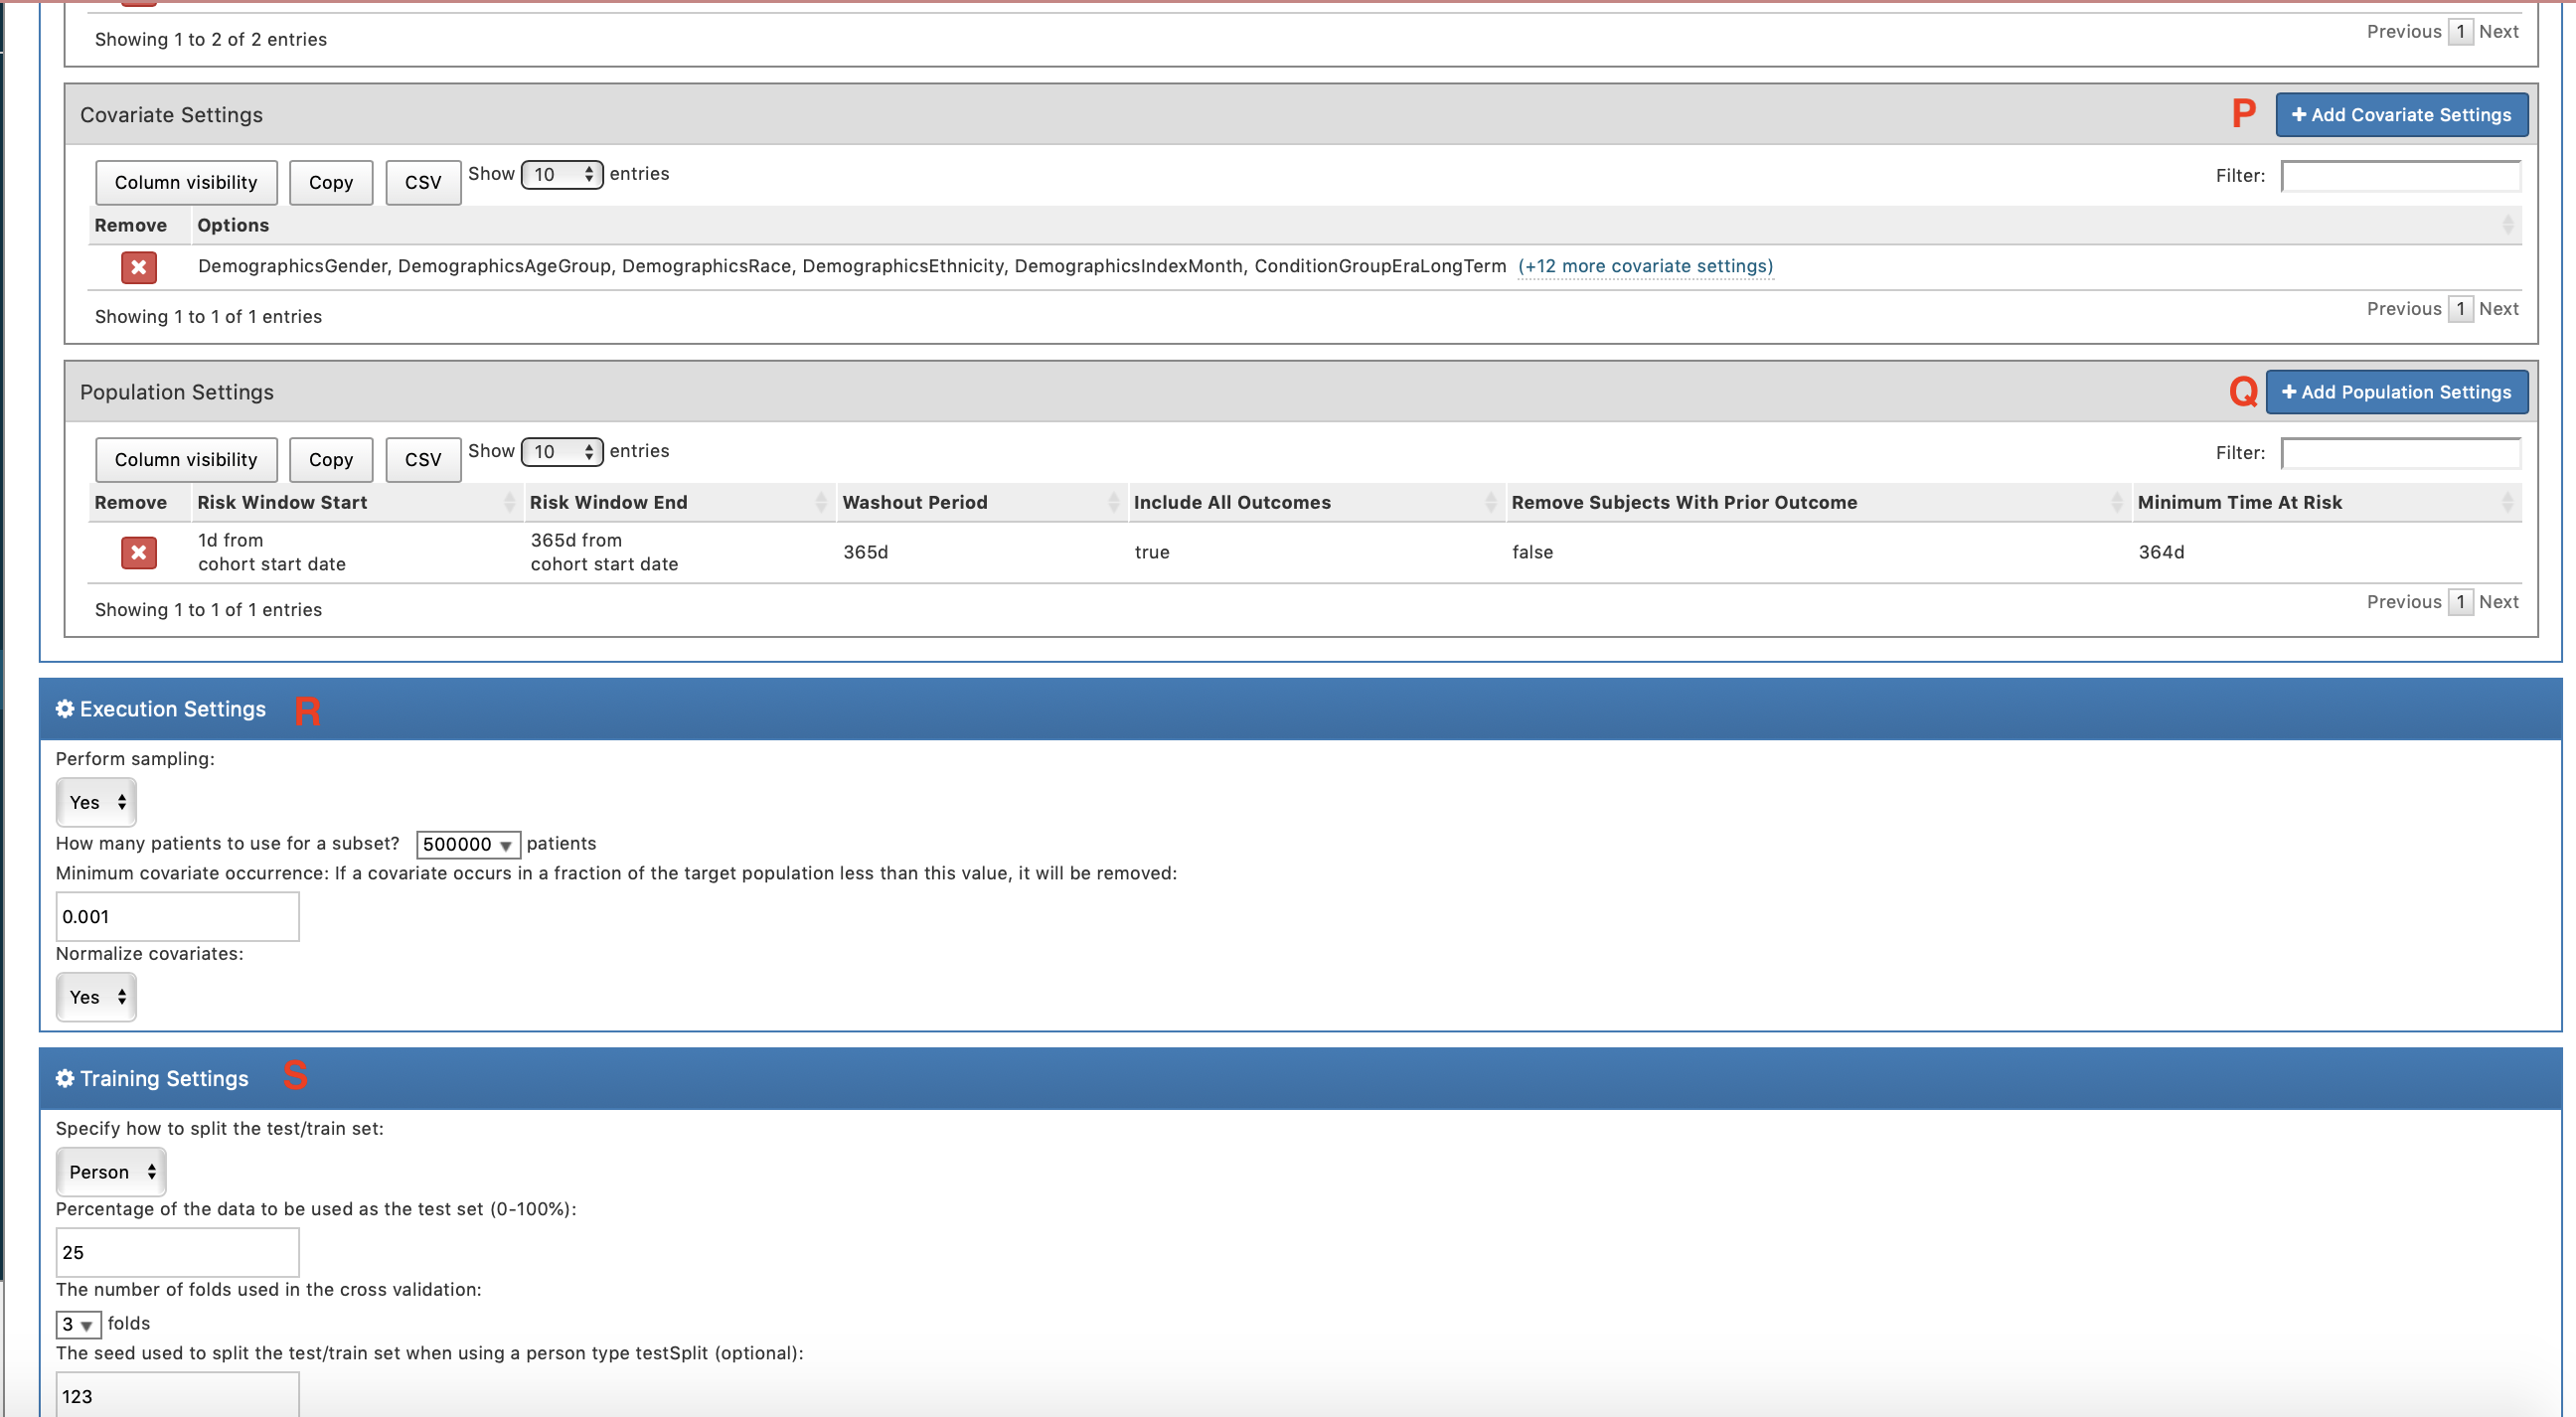 Showing 1 to 2 of 2 entries
Previous 1 Next
Covariate Settings
P
Add Covariate Settings
Column visibility Copy CSV Show 10 entries
Filter:
Remove Options
DemographicsGender, DemographicsAgeGroup, DemographicsRace, DemographicsEthnicity, DemographicsIndexMonth, ConditionGroupEraLongTerm (+12 more covariate settings)
Showing 1 to 1 of 1 entries
Previous 1 Next
Population Settings
Q
Add Population Settings
Column visibility Copy CSV Show 10 entries
Filter:
Remove Risk Window Start Risk Window End Washout Period Include All Outcomes Remove Subjects With Prior Outcome Minimum Time At Risk
1d from
cohort start date
365d from
cohort start date
365d
true
false
364d
Showing 1 to 1 of 1 entries
Previous 1 Next
Execution Settings
R
Perform sampling:
Yes
How many patients to use for a subset? 500000 patients
Minimum covariate occurrence: If a covariate occurs in a fraction of the target population less than this value, it will be removed:
0.001
Normalize covariates:
Yes
Training Settings
S
Specify how to split the test/train set:
Person
Percentage of the data to be used as the test set (0-100%):
25
The number of folds used in the cross validation:
3 folds
The seed used to split the test/train set when using a person type testSplit (optional):
123